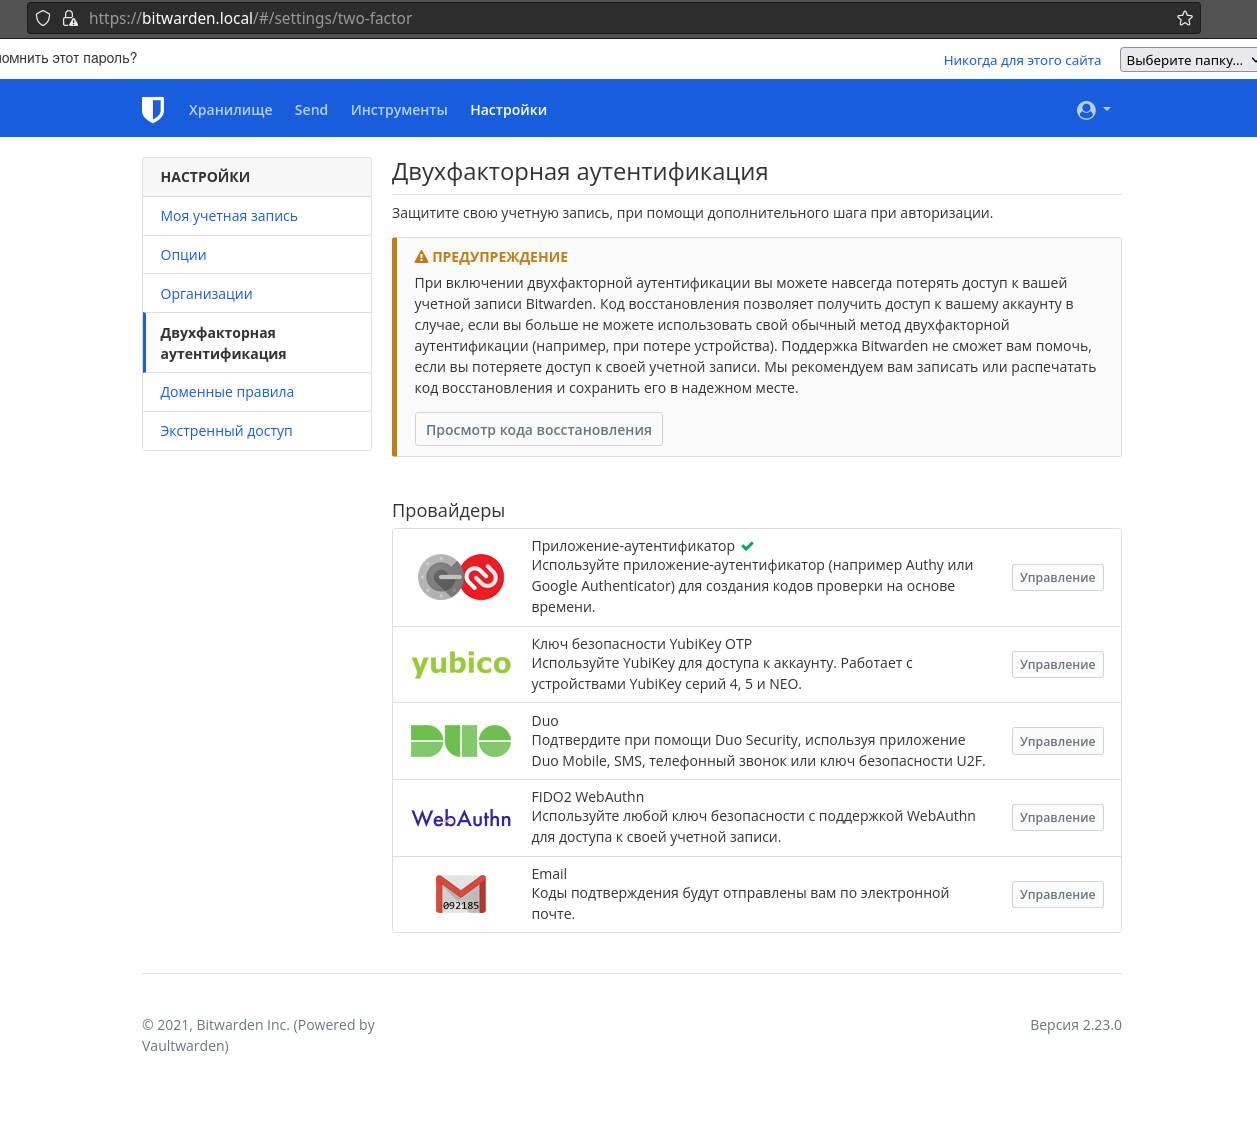 https://bitwarden.local/#/settings/two-factor
омнить этот пароль?
Никогда для этого сайта
Выберите папку...
Хранилище Send Инструменты Настройки
НАСТРОЙКИ
Моя учетная запись
Опции
Организации
Двухфакторная
аутентификация
Доменные правила
Экстренный доступ
Двухфакторная аутентификация
Защитите свою учетную запись, при помощи дополнительного шага при авторизации.
ПРЕДУПРЕЖДЕНИЕ
При включении двухфакторной аутентификации вы можете навсегда потерять доступ к вашей
учетной записи Bitwarden. Код восстановления позволяет получить доступ к вашему аккаунту в
случае, если вы больше не можете использовать свой обычный метод двухфакторной
аутентификации (например, при потере устройства). Поддержка Bitwarden не сможет вам помочь,
если вы потеряете доступ к своей учетной записи. Мы рекомендуем вам записать или распечатать
код восстановления и сохранить его в надежном месте.
Просмотр кода восстановления
Провайдеры
Приложение-аутентификатор
Используйте приложение-аутентификатор (например Authy или
Google Authenticator) для создания кодов проверки на основе
времени.
Управление
yubico
Ключ безопасности YubiKey OTP
Используйте YubiKey для доступа к аккаунту. Работает с
устройствами YubiKey серий 4, 5 и NEO.
Управление
DUO
Duo
Подтвердите при помощи Duo Security, используя приложение
Duo Mobile, SMS, телефонный звонок или ключ безопасности U2F.
Управление
WebAuthn
FIDO2 WebAuthn
Используйте любой ключ безопасности с поддержкой WebAuthn
для доступа к своей учетной записи.
Управление
092185
Email
Коды подтверждения будут отправлены вам по электронной
почте.
Управление
© 2021, Bitwarden Inc. (Powered by
Vaultwarden)
Версия 2.23.0